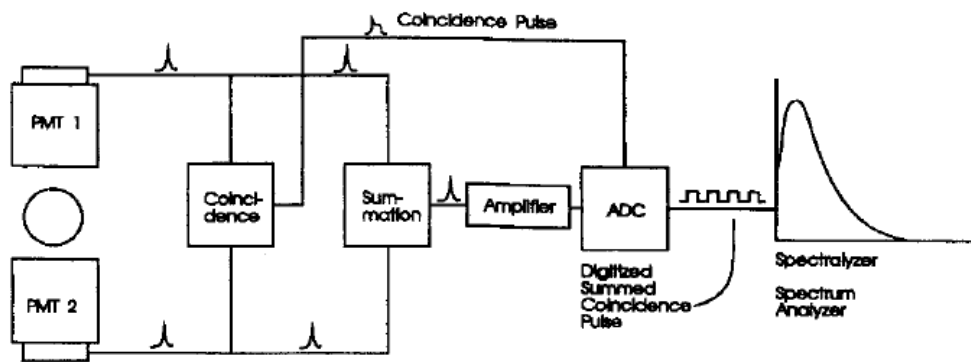 Coincidence Pulse
PMT 1
Coinci-
dence
Sum-
mation
Amplifier
ADC
PMT 2
Digitized
Summed
Coincidence
Pulse
Spectralyzer
Spectrum
Analyzer